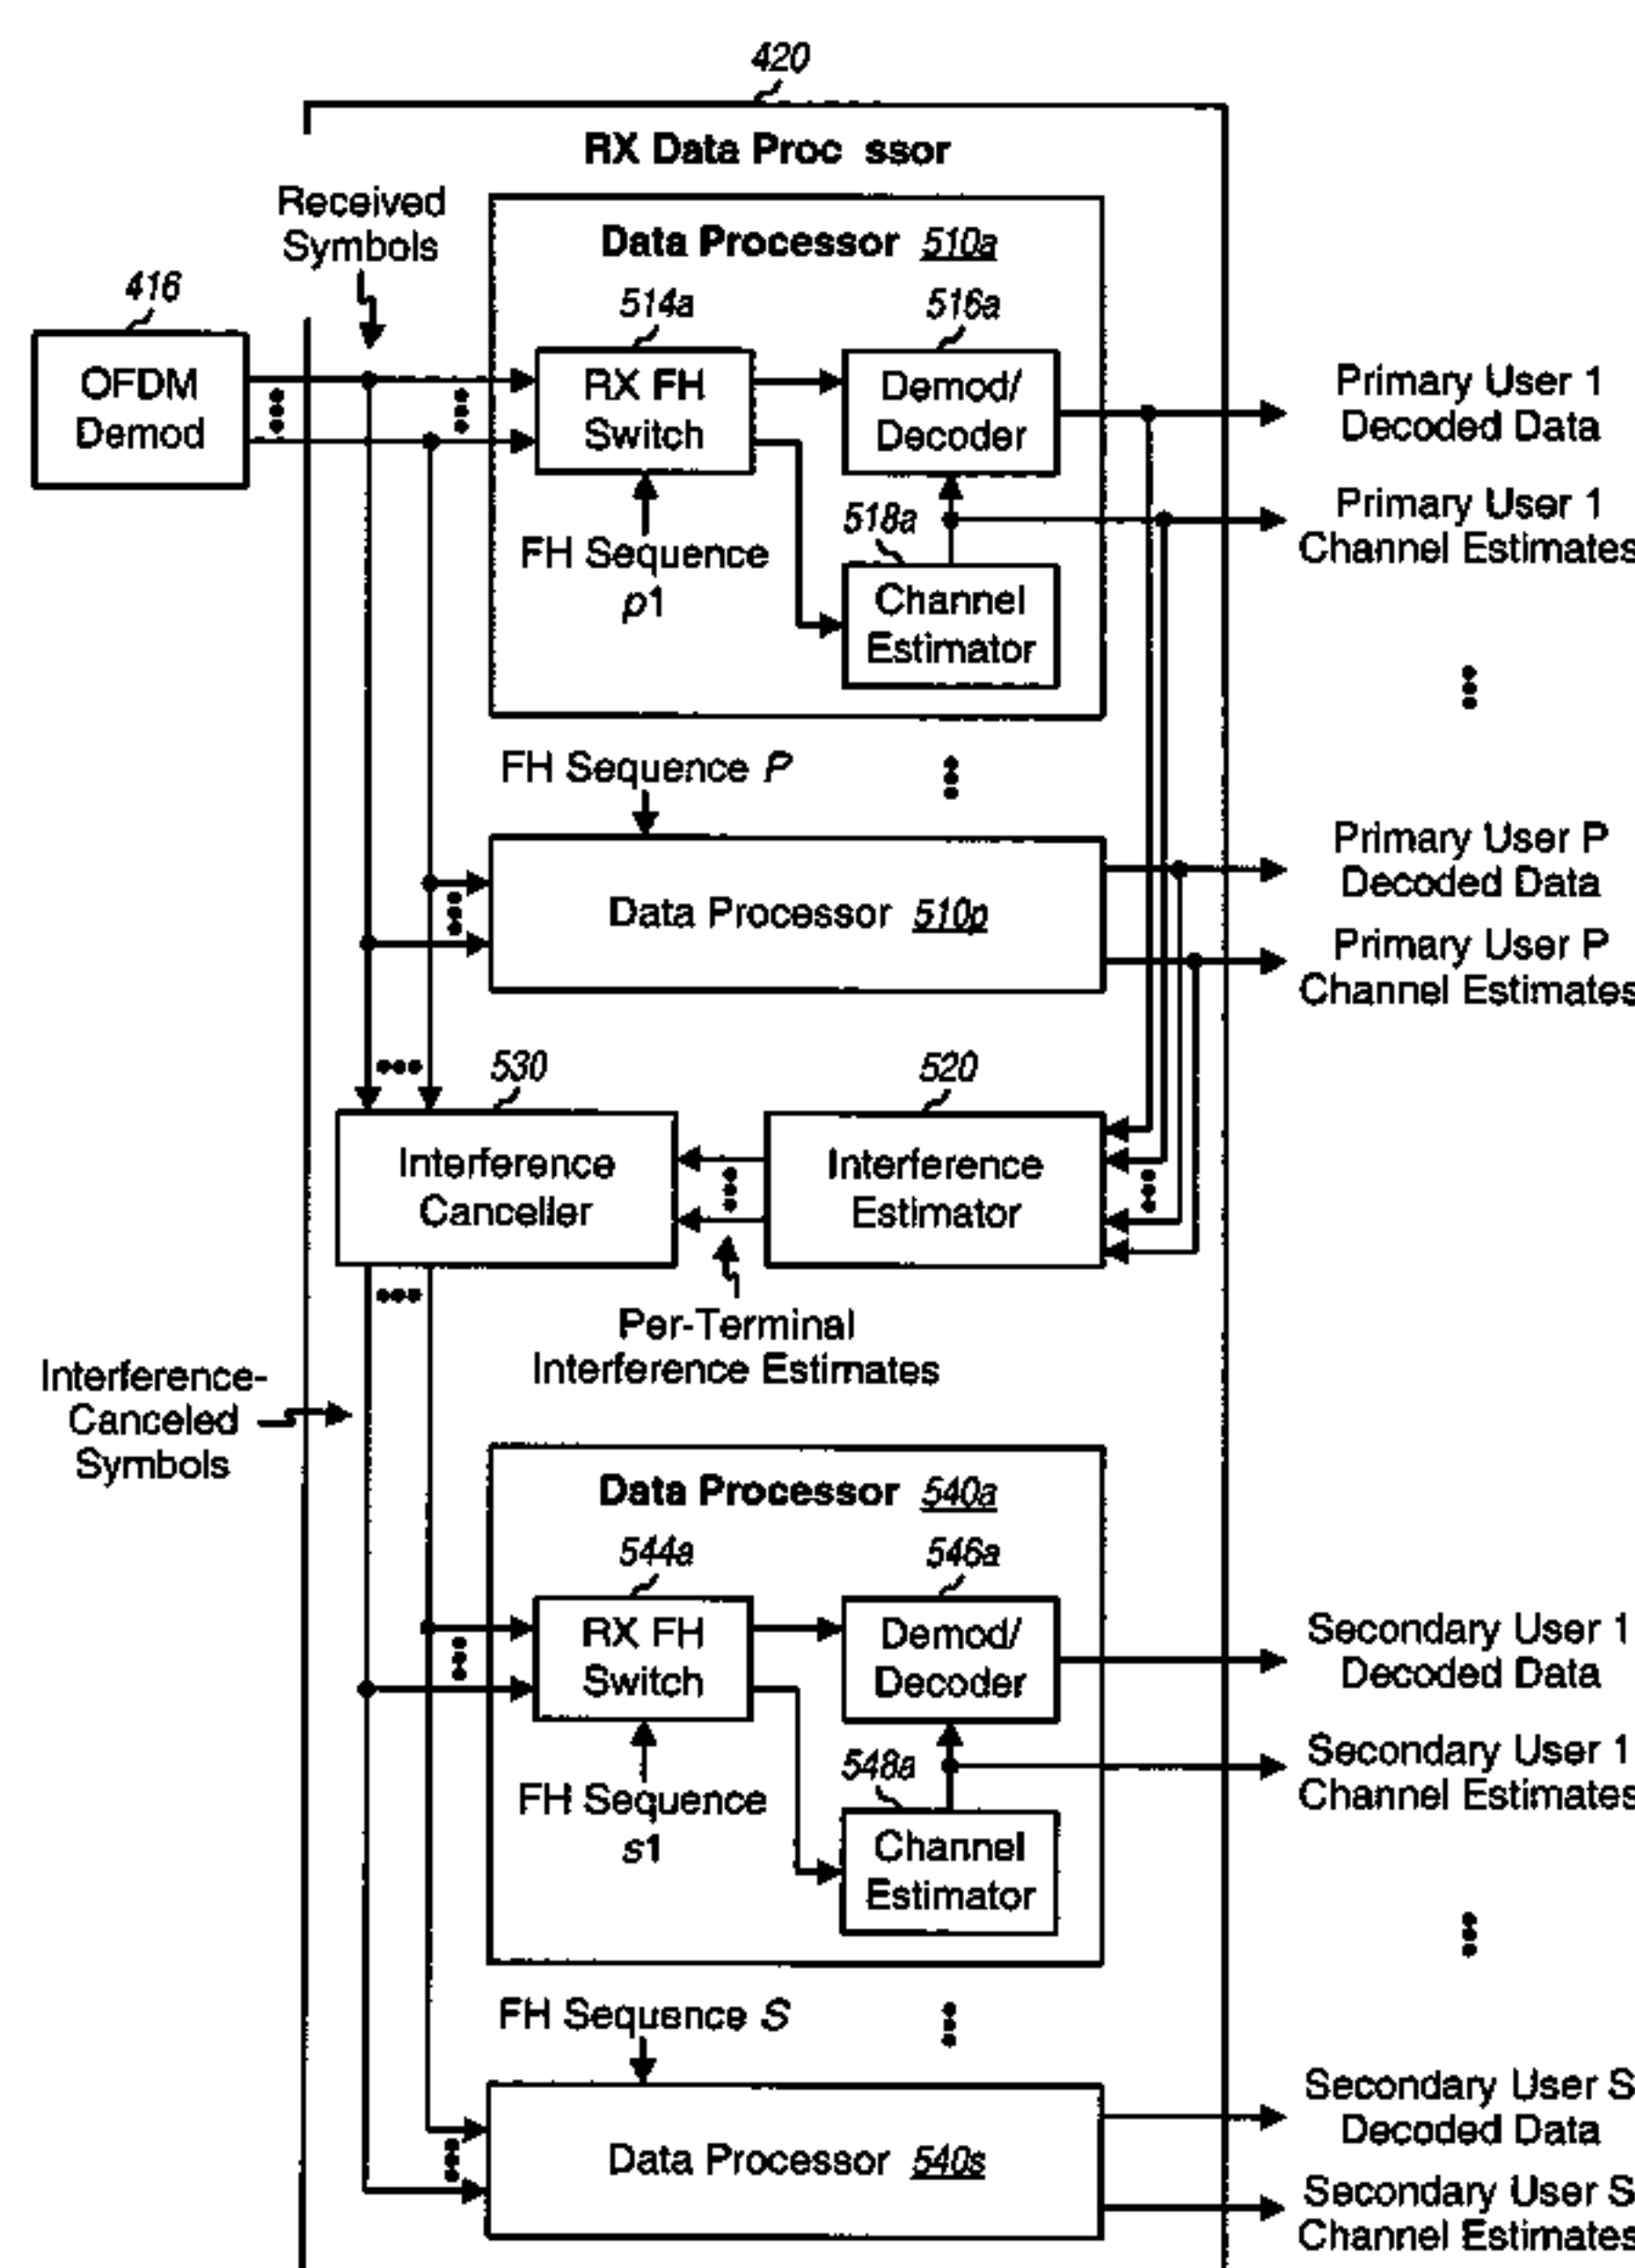 420
RX Data Proc ssor
Received
Symbols
Data Processor 510a
416
514a
516a
OFDM
Demod
RX FH
Switch
Demod/
Decoder
Primary User 1
Decoded Data
518a
Primary User 1
Channel Estimates
FH Sequence
p1
Channel
Estimator
FH Sequence P
Data Processor 510p
Primary User P
Decoded Data
Primary User P
Channel Estimates
530
520
Interference
Canceller
Interference
Estimator
Per-Terminal
Interference Estimates
Interference-
Canceled
Symbols
Data Processor 540a
544a
546a
RX FH
Switch
Demod/
Decoder
Secondary User 1
Decoded Data
548a
Secondary User 1
Channel Estimates
FH Sequence
s1
Channel
Estimator
FH Sequence S
Data Processor 540s
Secondary User S
Decoded Data
Secondary User S
Channel Estimates